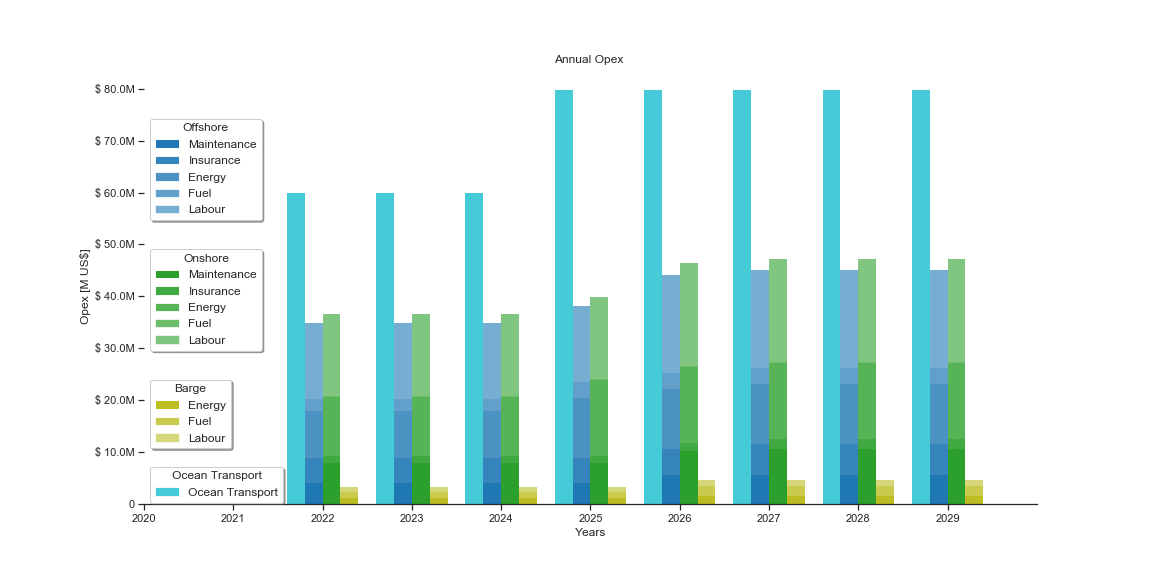 Annual Opex
$ 80.0M
$ 70.0M
$ 60.0M
$ 50.0M
$ 40.0M
$ 30.0M
$ 20.0M
$ 10.0M
0
Opex [M US$]
Offshore
Maintenance
Insurance
Energy
Fuel
Labour
Onshore
Maintenance
Insurance
Energy
Fuel
Labour
Barge
Energy
Fuel
Labour
Ocean Transport
Ocean Transport
2020 2021 2022 2023 2024 2025 2026 2027 2028 2029
Years